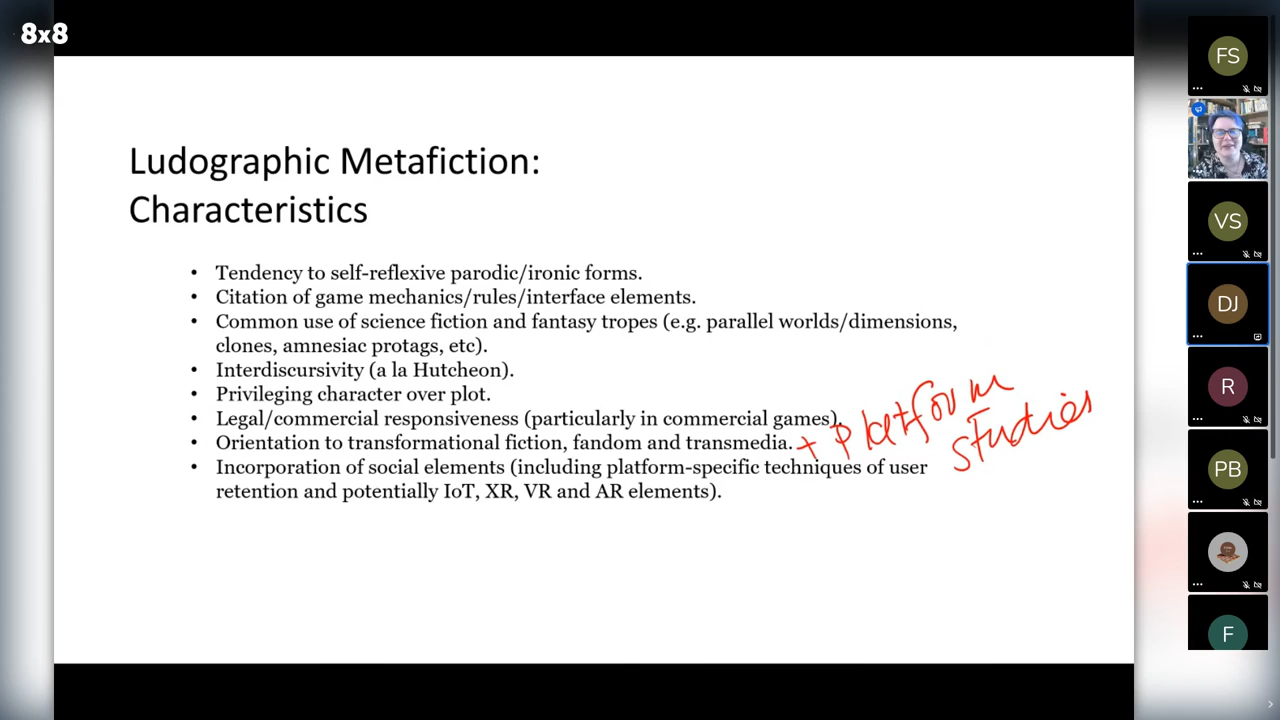 8x8
Ludographic Metafiction:
Characteristics
• Tendency to self-reflexive parodic/ironic forms.
• Citation of game mechanics/rules/interface elements.
• Common use of science fiction and fantasy tropes (e.g. parallel worlds/dimensions,
clones, amnesiac protags, etc).
• Interdiscursivity (a la Hutcheon).
• Privileging character over plot.
• Legal/commercial responsiveness (particularly in commercial games).
• Orientation to transformational fiction, fandom and transmedia.
+ Platform
studies
• Incorporation of social elements (including platform-specific techniques of user
retention and potentially IoT, XR, VR and AR elements).
FS
VS
DJ
R
PB
F